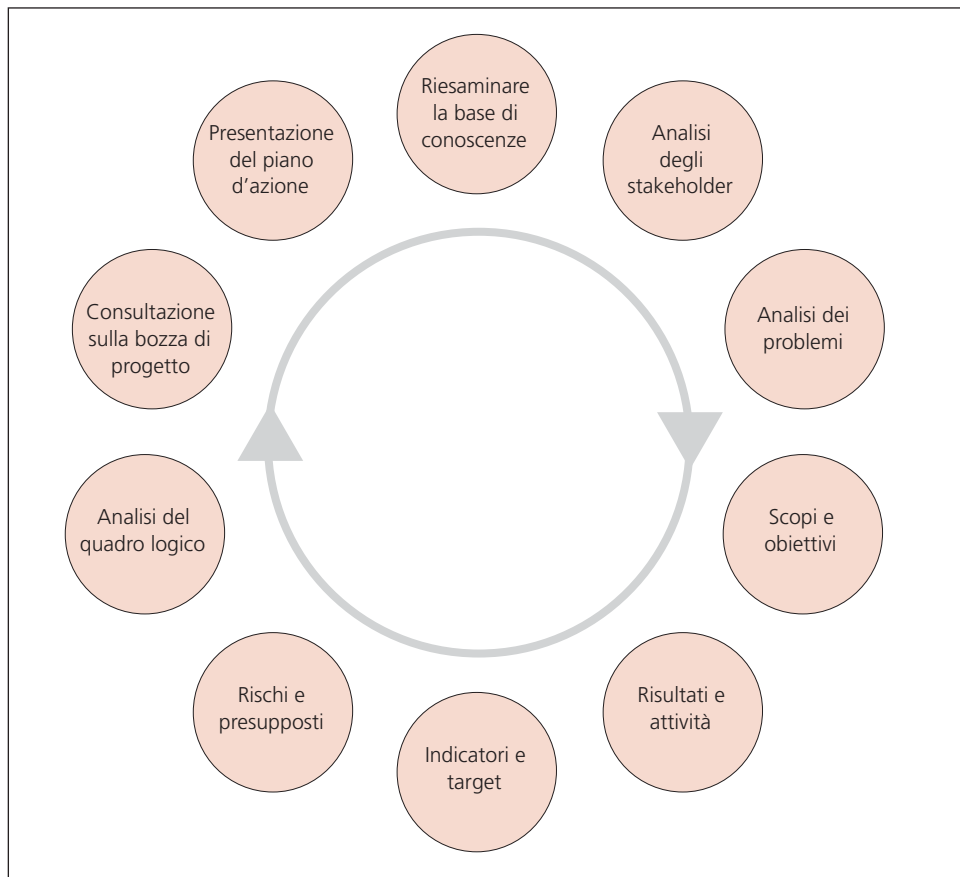 Riesaminare
la base di
conoscenze
Analisi
degli
stakeholder
Analisi dei
problemi
Scopi e
obiettivi
Risultati e
attività
Indicatori e
target
Rischi e
presupposti
Analisi del
quadro logico
Consultazione
sulla bozza di
progetto
Presentazione
del piano
d’azione